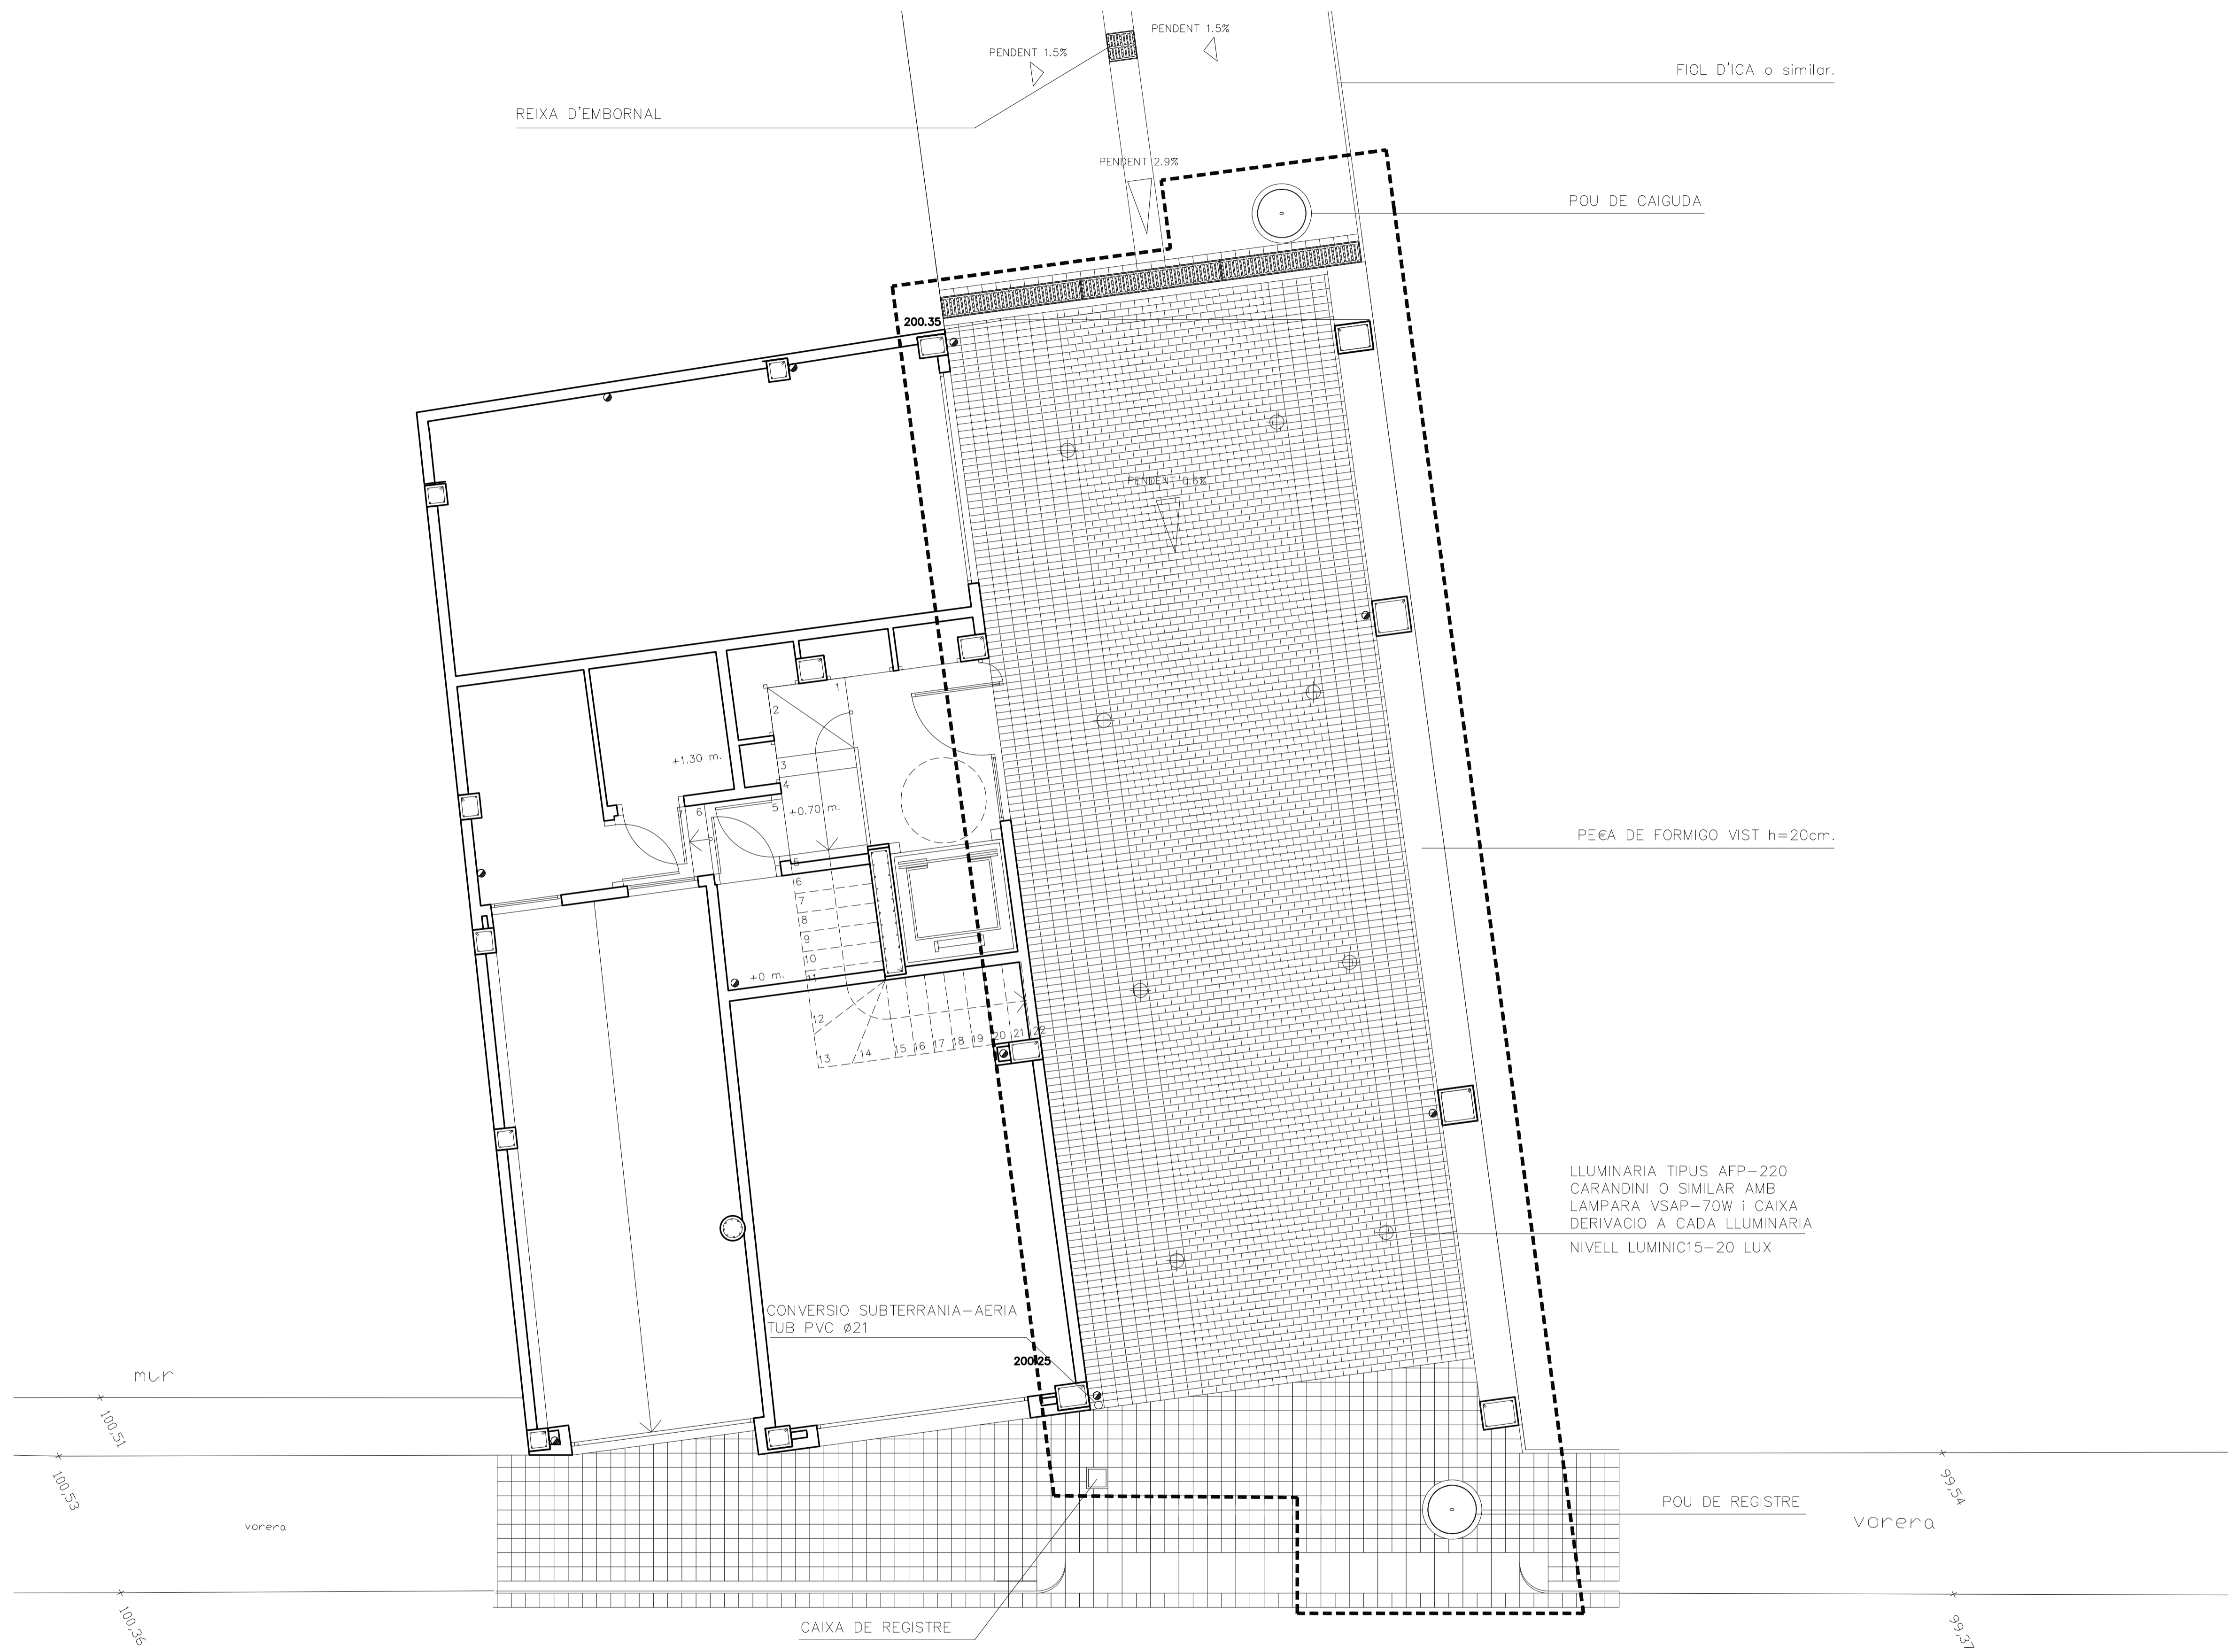 PENDENT 1.5%
PENDENT 1.5%
FIOL D'ICA o similar.
REIXA D'EMBORNAL
PENDENT 2.9%
POU DE CAIGUDA
200.35
PENDENT 0.6%
1
2
+1.30 m.
3
4
5
+0.70 m.
6
7
PE€A DE FORMIGO VIST h=20cm.
5
6
7
8
9
10
+0 m.
11
12
13
14
15
16
17
18
19
20
21
22
LLUMINARIA TIPUS AFP-220
CARANDINI O SIMILAR AMB
LAMPARA VSAP-70W i CAIXA
DERIVACIO A CADA LLUMINARIA
NIVELL LUMINIC15-20 LUX
CONVERSIO SUBTERRANIA-AERIA
TUB PVC ø21
200.25
mur
100,51
100,53
99,54
POU DE REGISTRE
vorera
vorera
100,36
99,37
CAIXA DE REGISTRE